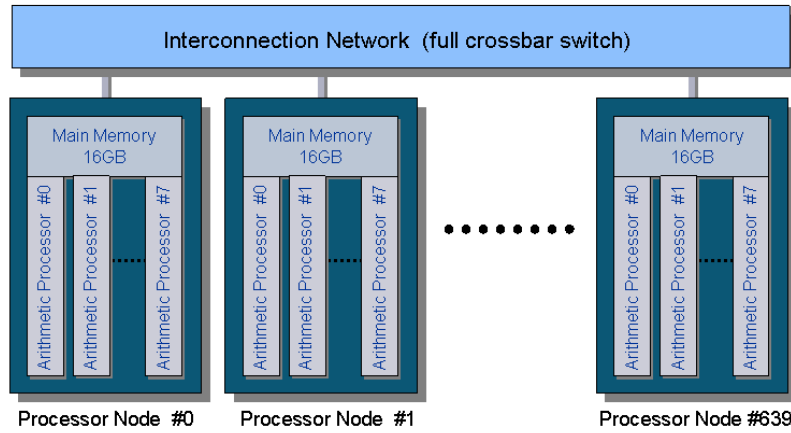 Interconnection Network (full crossbar switch)
Main Memory
16GB
Arithmetic Processor #0
Arithmetic Processor #1
Arithmetic Processor #7
Main Memory
16GB
Arithmetic Processor #0
Arithmetic Processor #1
Arithmetic Processor #7
Main Memory
16GB
Arithmetic Processor #0
Arithmetic Processor #1
Arithmetic Processor #7
Processor Node #0
Processor Node #1
Processor Node #639